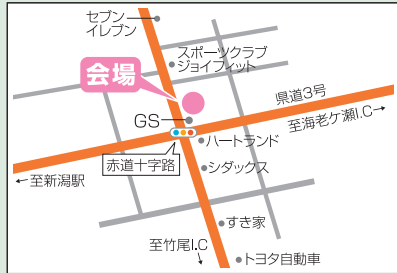 セブン
イレブン
スポーツクラブ
ジョイフィット
会場
県道3号
GS
至海老ケ瀬I.C→
ハートランド
赤道十字路
シダックス
←至新潟駅
すき家
至竹尾I.C
↓
トヨタ自動車